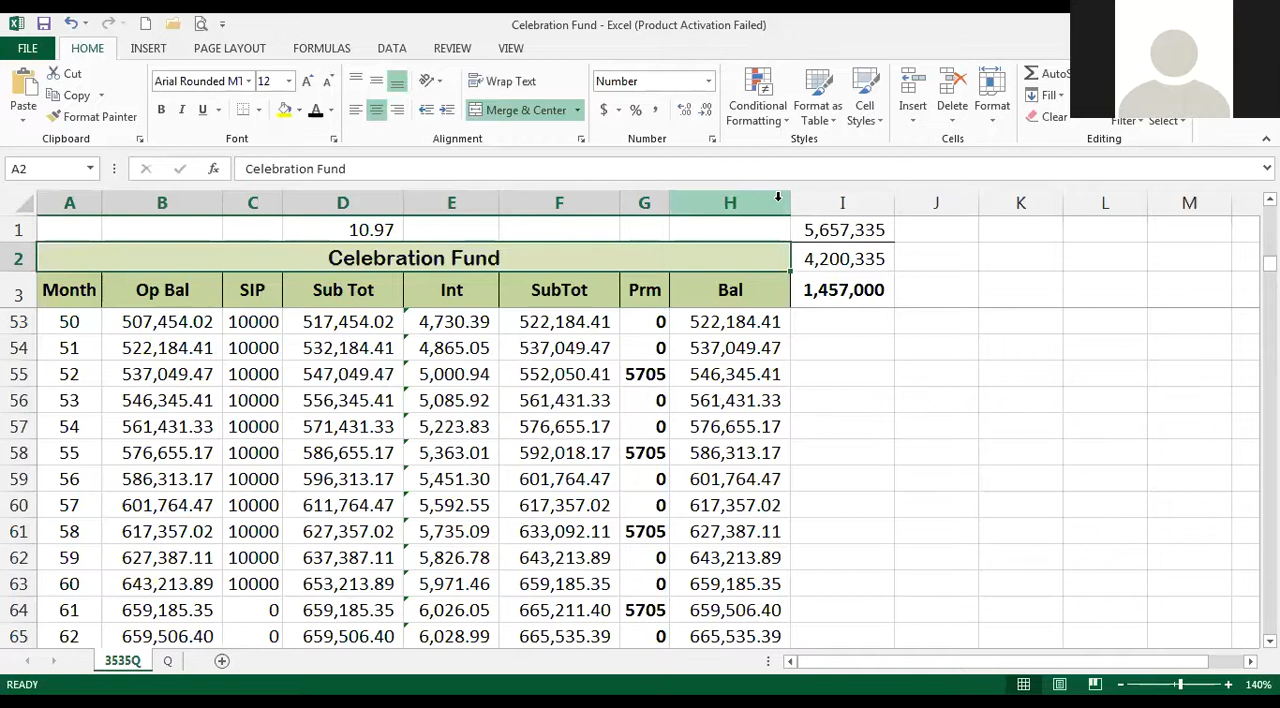 Celebration Fund - Excel (Product Activation Failed)
FILE HOME INSERT PAGE LAYOUT FORMULAS DATA REVIEW VIEW
Cut Arial Rounded MT 12 A A Wrap Text Number AutoS
Paste Copy Conditional Format as Cell Insert Delete Format Fill
Format Painter B I U A Merge & Center $ % , Formatting Table Styles Clear Filter Select
Clipboard Font Alignment Number Styles Cells Editing
A2 fx Celebration Fund
A B C D E F G H I J K L M
1 10.97 5,657,335
2 Celebration Fund 4,200,335
3 Month Op Bal SIP Sub Tot Int SubTot Prm Bal 1,457,000
53 50 507,454.02 10000 517,454.02 4,730.39 522,184.41 0 522,184.41
54 51 522,184.41 10000 532,184.41 4,865.05 537,049.47 0 537,049.47
55 52 537,049.47 10000 547,049.47 5,000.94 552,050.41 5705 546,345.41
56 53 546,345.41 10000 556,345.41 5,085.92 561,431.33 0 561,431.33
57 54 561,431.33 10000 571,431.33 5,223.83 576,655.17 0 576,655.17
58 55 576,655.17 10000 586,655.17 5,363.01 592,018.17 5705 586,313.17
59 56 586,313.17 10000 596,313.17 5,451.30 601,764.47 0 601,764.47
60 57 601,764.47 10000 611,764.47 5,592.55 617,357.02 0 617,357.02
61 58 617,357.02 10000 627,357.02 5,735.09 633,092.11 5705 627,387.11
62 59 627,387.11 10000 637,387.11 5,826.78 643,213.89 0 643,213.89
63 60 643,213.89 10000 653,213.89 5,971.46 659,185.35 0 659,185.35
64 61 659,185.35 0 659,185.35 6,026.05 665,211.40 5705 659,506.40
65 62 659,506.40 0 659,506.40 6,028.99 665,535.39 0 665,535.39
3535Q Q
READY 140%